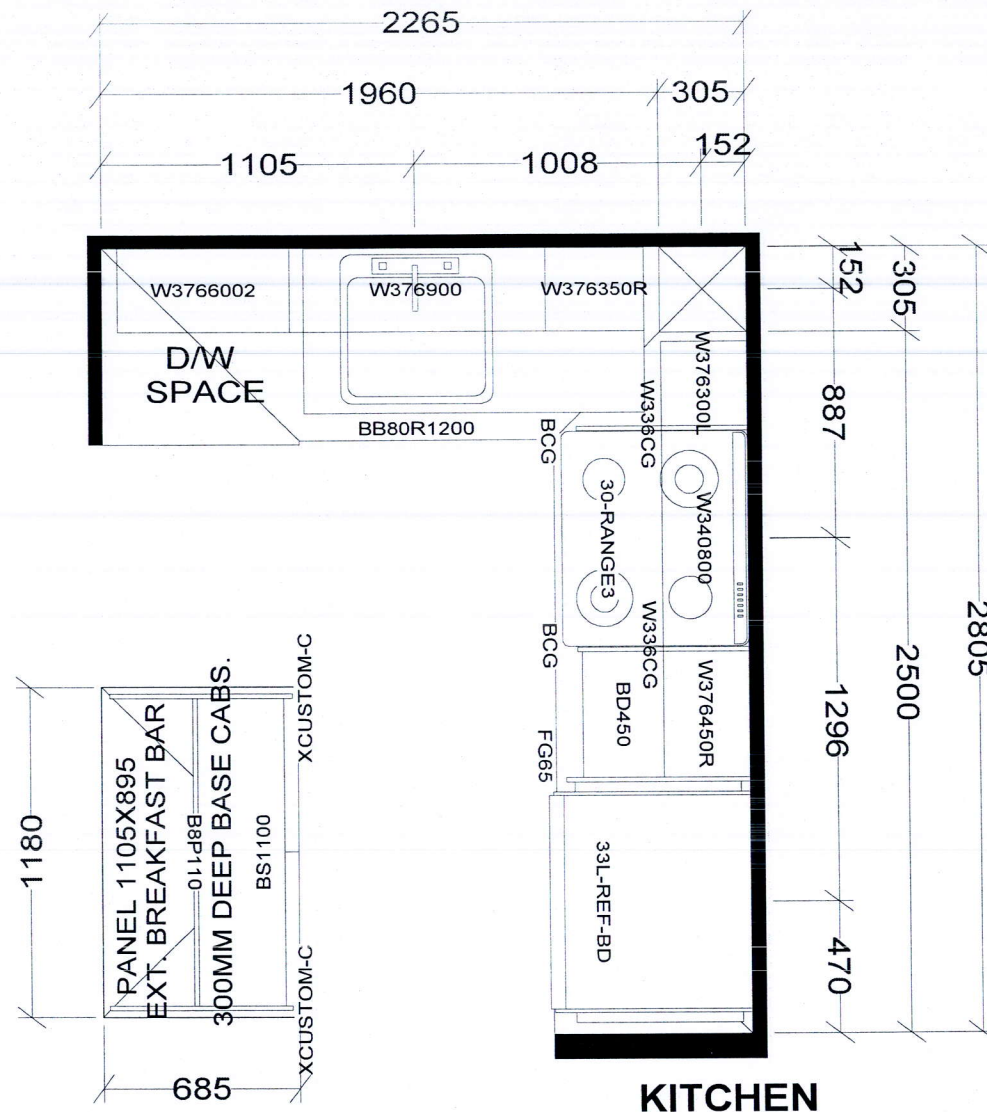 2265
1960
305
1105
1008
152
W3766002
W376900
W376350R
D/W
SPACE
BB80R1200
W376300L
W336CG
BCG
30-RANGE3
W340800
BCG
W336CG
BD450
W376450R
FG65
33L-REF-BD
152
305
887
2500
2805
1296
470
XCUSTOM-C
PANEL 1105X895
EXT. BREAKFAST BAR
B8P110
300MM DEEP BASE CABS.
BS1100
XCUSTOM-C
1180
685
KITCHEN